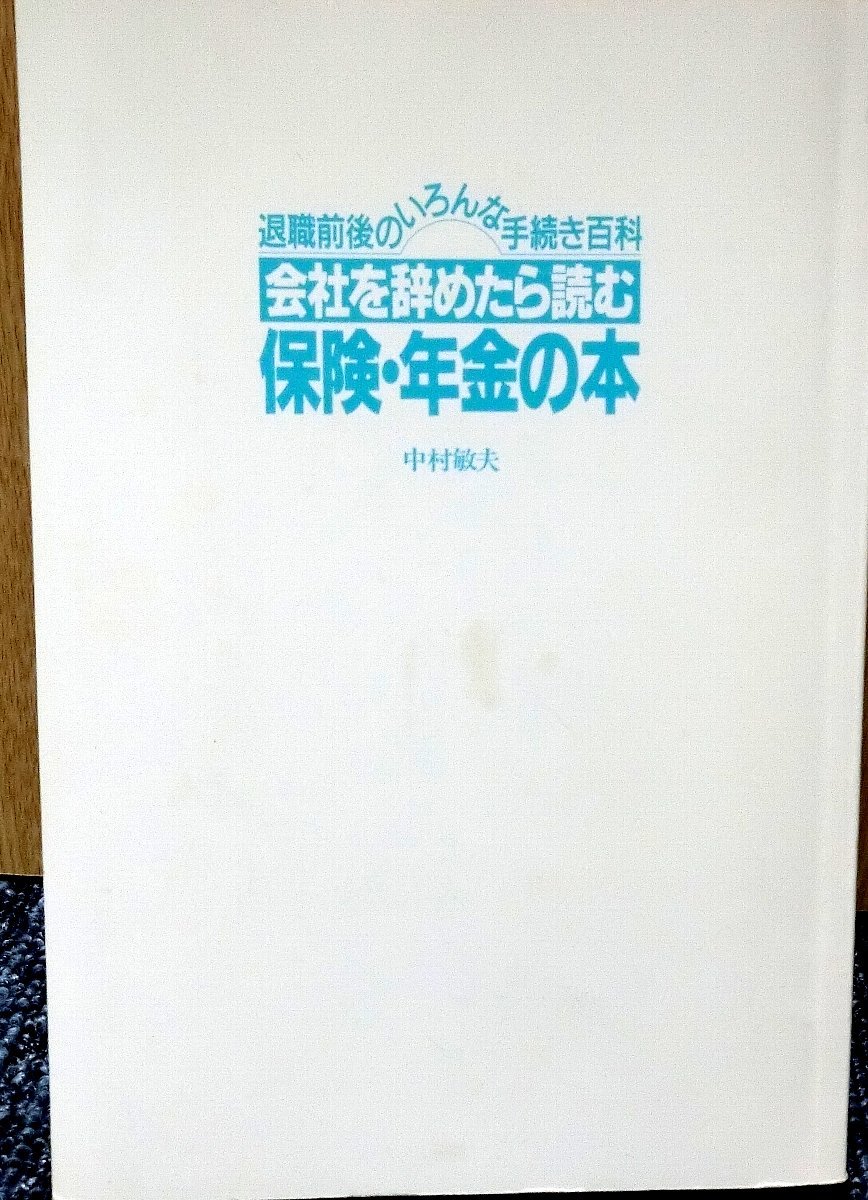 退職前後のいろんな手続き百科
会社を辞めたら読む
保険・年金の本
中村敏夫